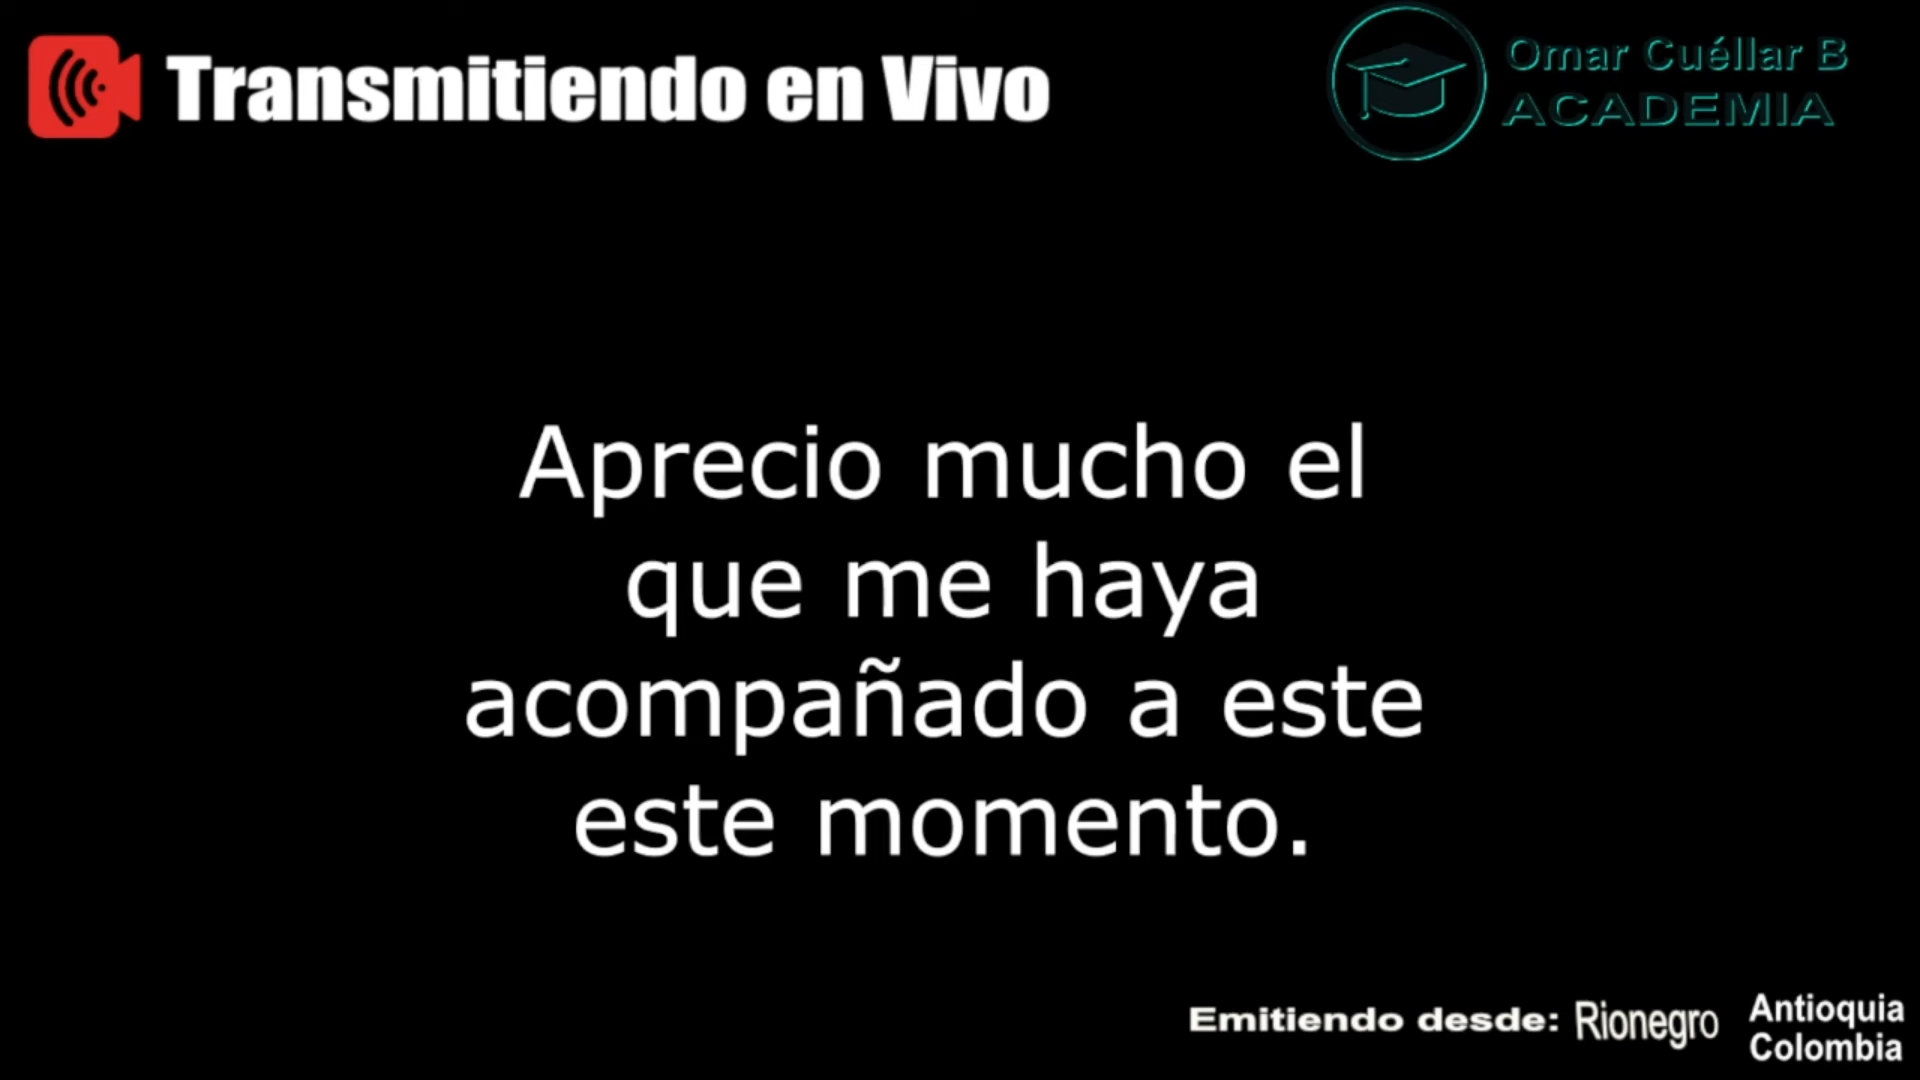 Transmitiendo en Vivo
Omar Cuéllar B
ACADEMIA
Aprecio mucho el
que me haya
acompañado a este
este momento.
Emitiendo desde: Rionegro
Antioquia
Colombia